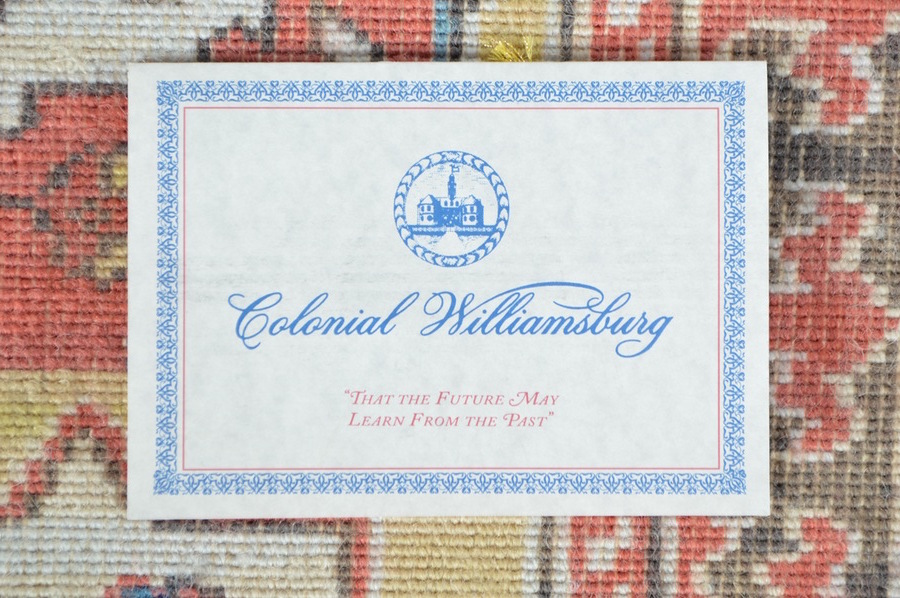 Colonial Williamsburg
“That the Future May
Learn From the Past”